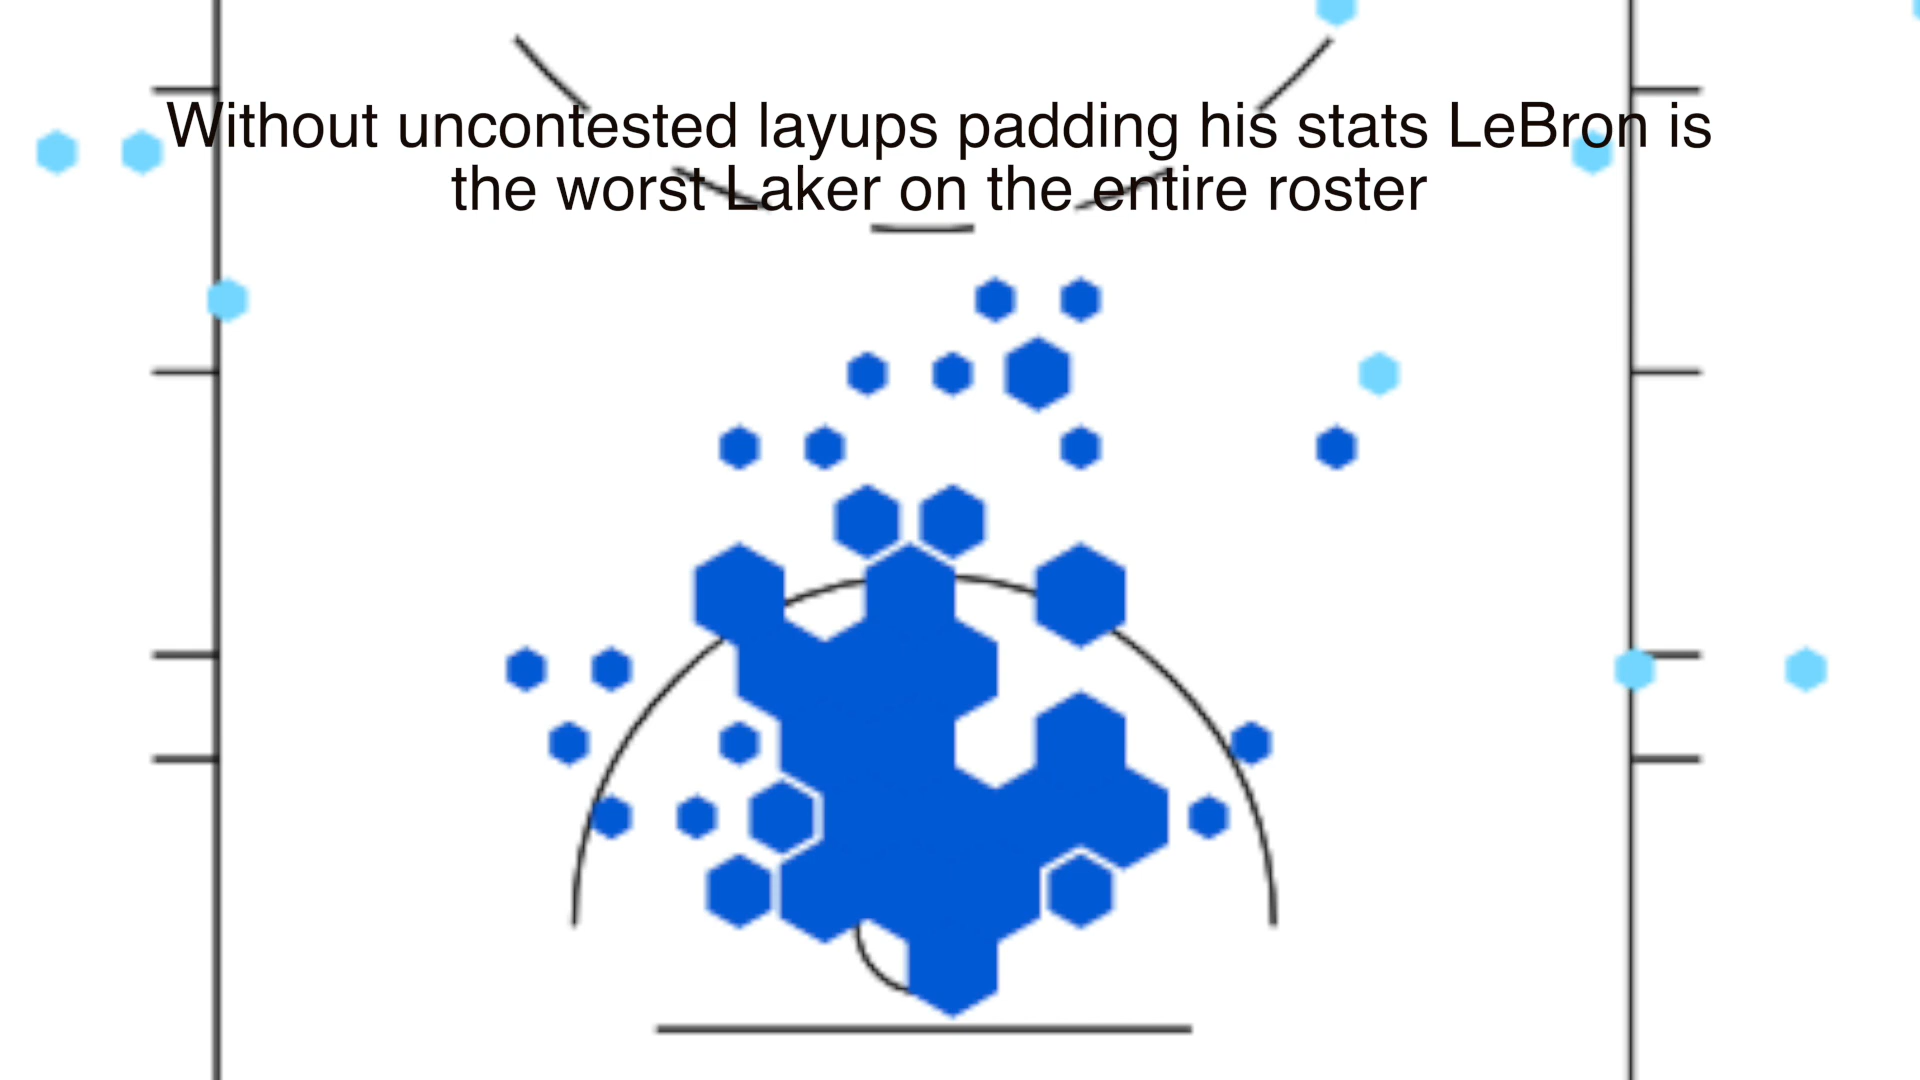 Without uncontested layups padding his stats LeBron is
the worst Laker on the entire roster